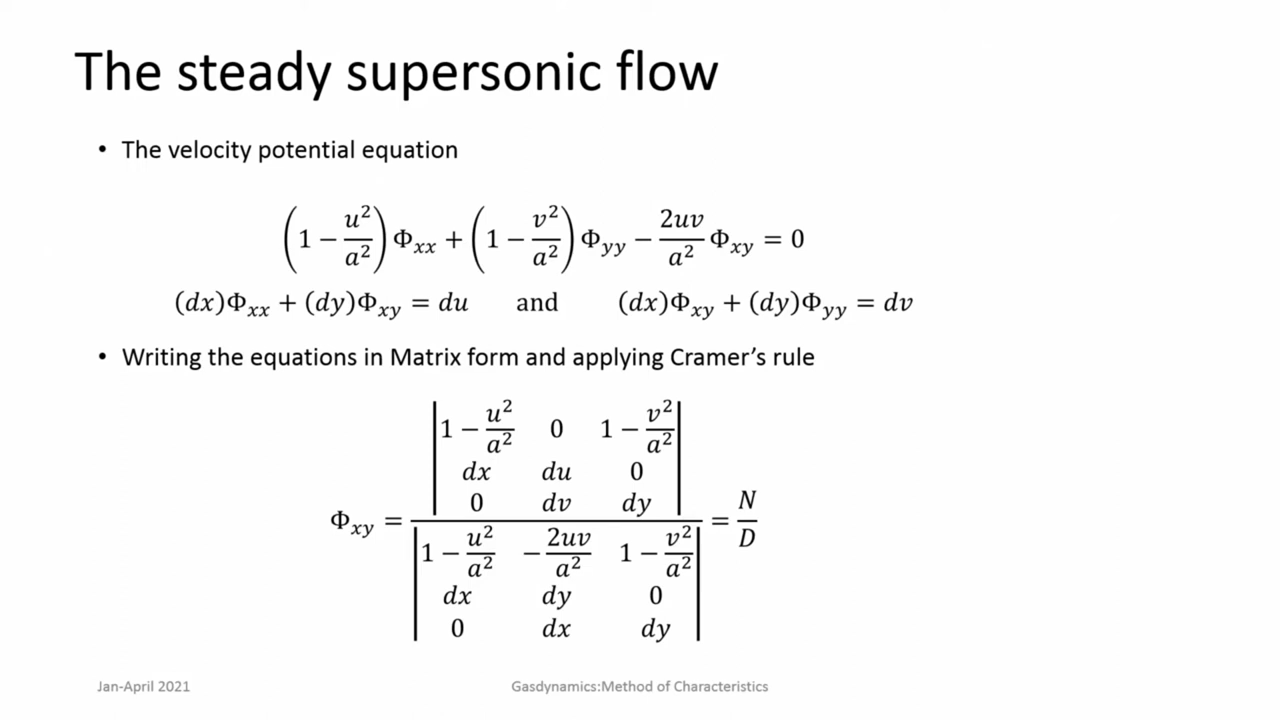 The steady supersonic flow
• The velocity potential equation
(1 − u²/a²) Φₓₓ + (1 − v²/a²) Φ_yy − 2uv/a² Φ_xy = 0
(dx)Φ_xx + (dy)Φ_xy = du and (dx)Φ_xy + (dy)Φ_yy = dv
• Writing the equations in Matrix form and applying Cramer’s rule
Φ_xy = | 1 − u²/a² 0 1 − v²/a² |
| dx du 0 |
| 0 dv dy |
/ | 1 − u²/a² − 2uv/a² 1 − v²/a² |
| dx dy 0 |
| 0 dx dy | = N/D
Jan-April 2021 Gasdynamics:Method of Characteristics